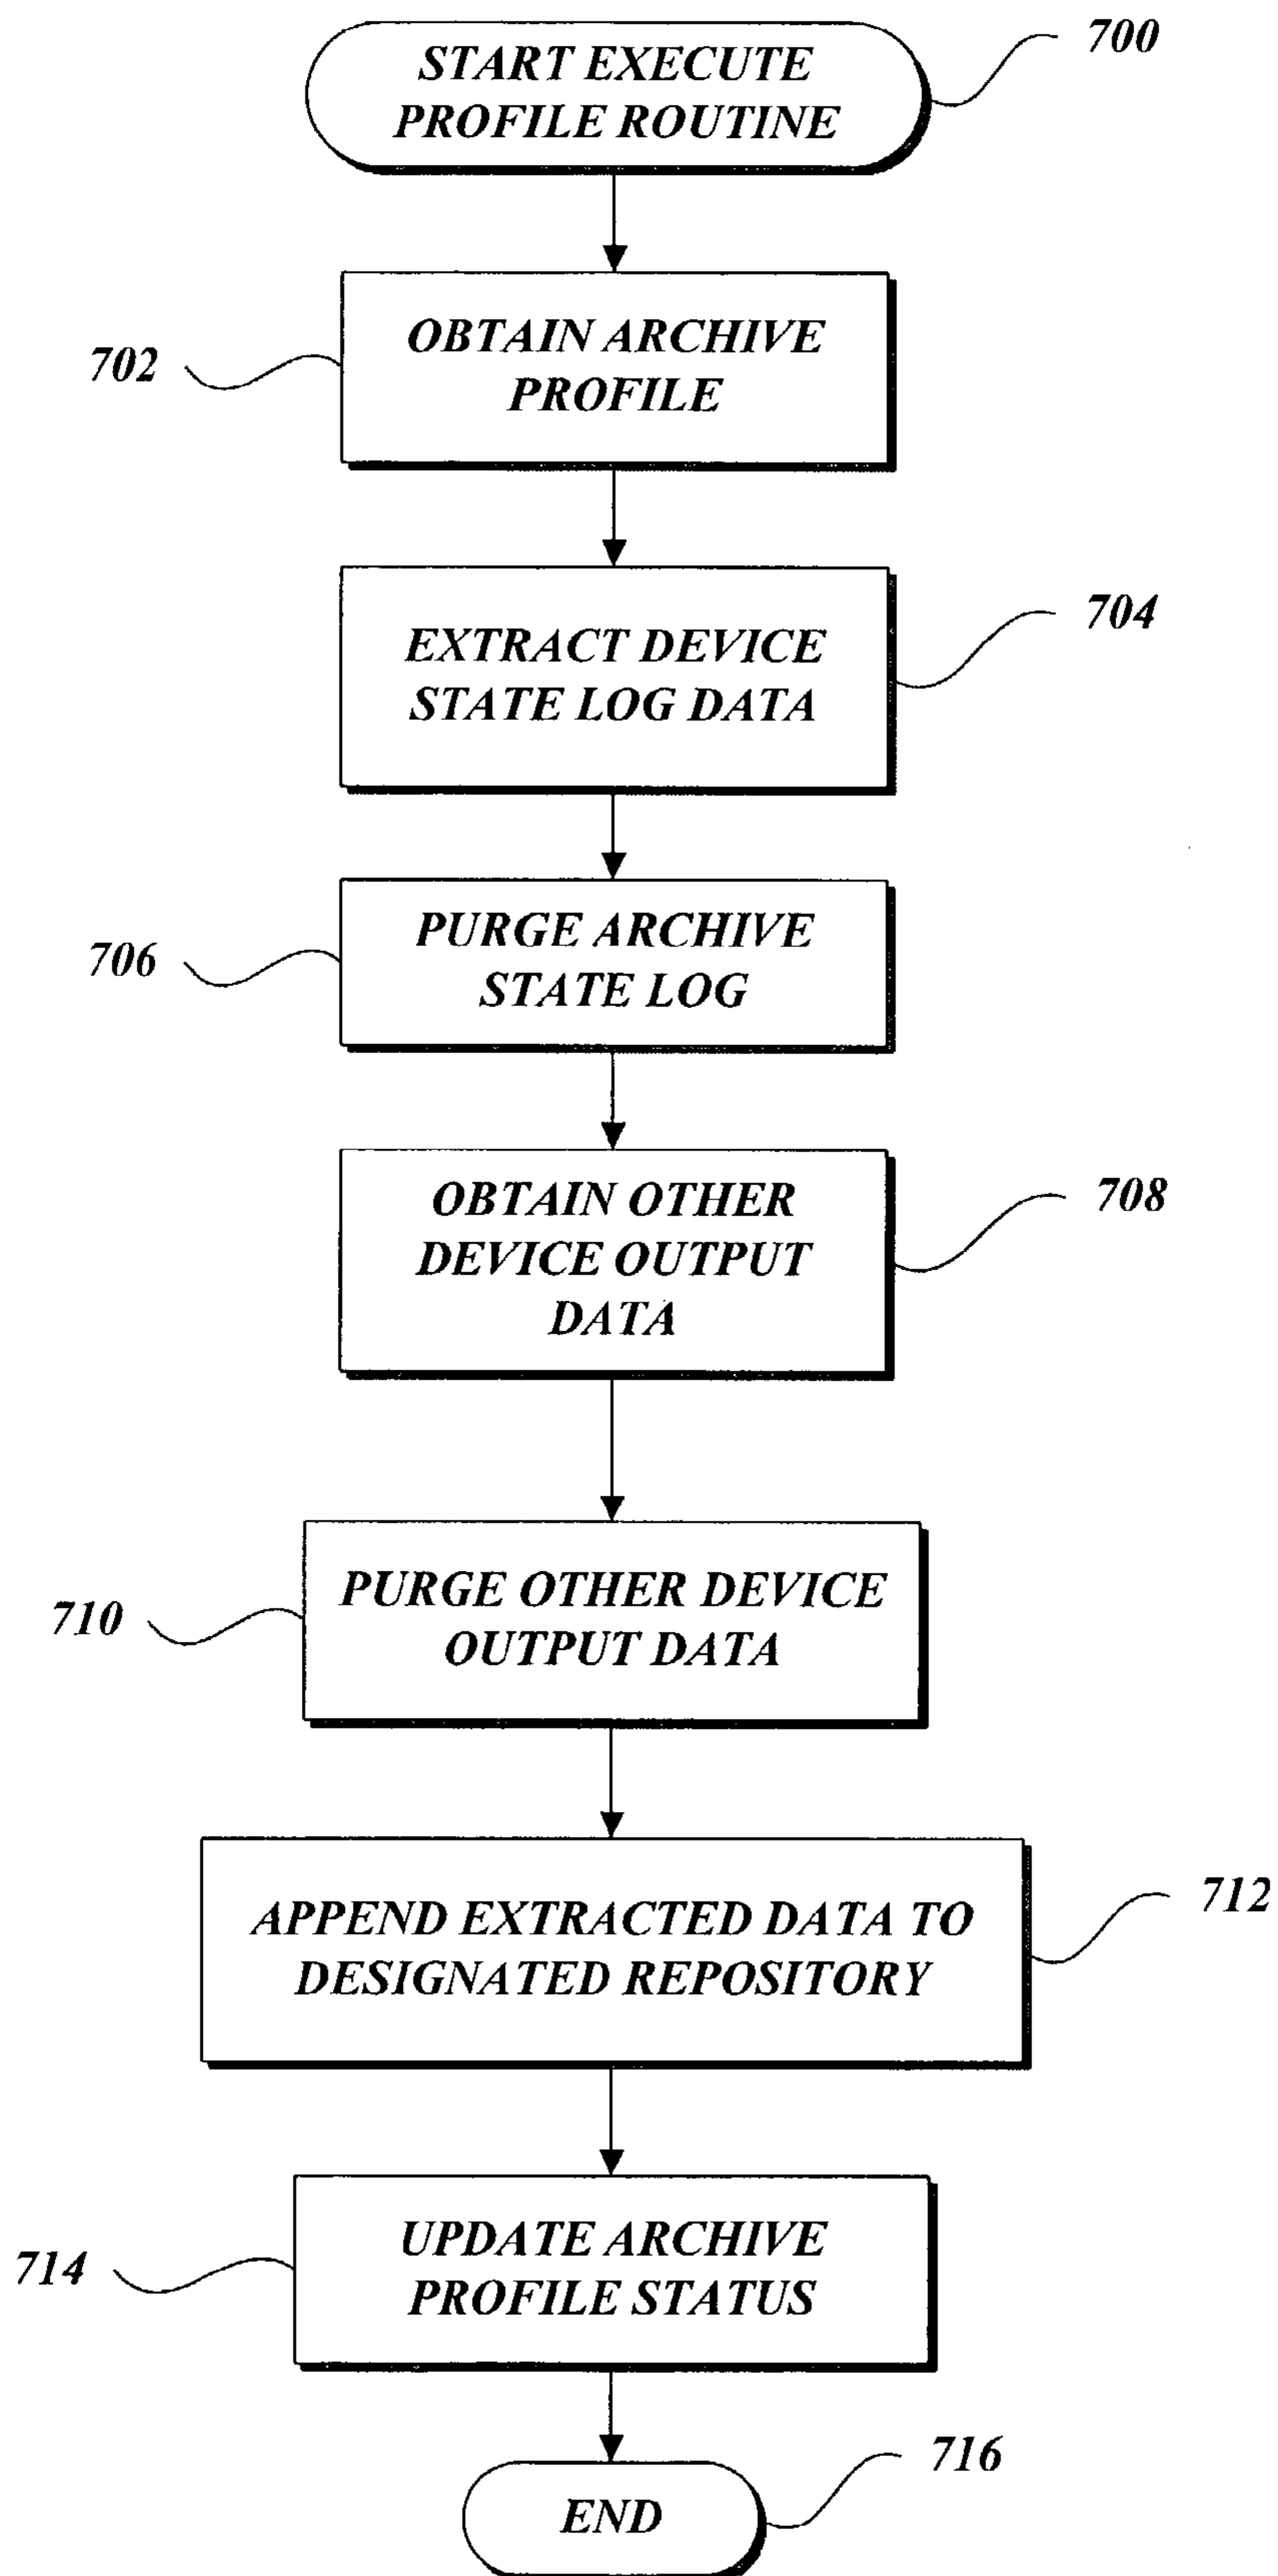 START EXECUTE
PROFILE ROUTINE
700
OBTAIN ARCHIVE
PROFILE
702
EXTRACT DEVICE
STATE LOG DATA
704
PURGE ARCHIVE
STATE LOG
706
OBTAIN OTHER
DEVICE OUTPUT
DATA
708
PURGE OTHER DEVICE
OUTPUT DATA
710
APPEND EXTRACTED DATA TO
DESIGNATED REPOSITORY
712
UPDATE ARCHIVE
PROFILE STATUS
714
END
716